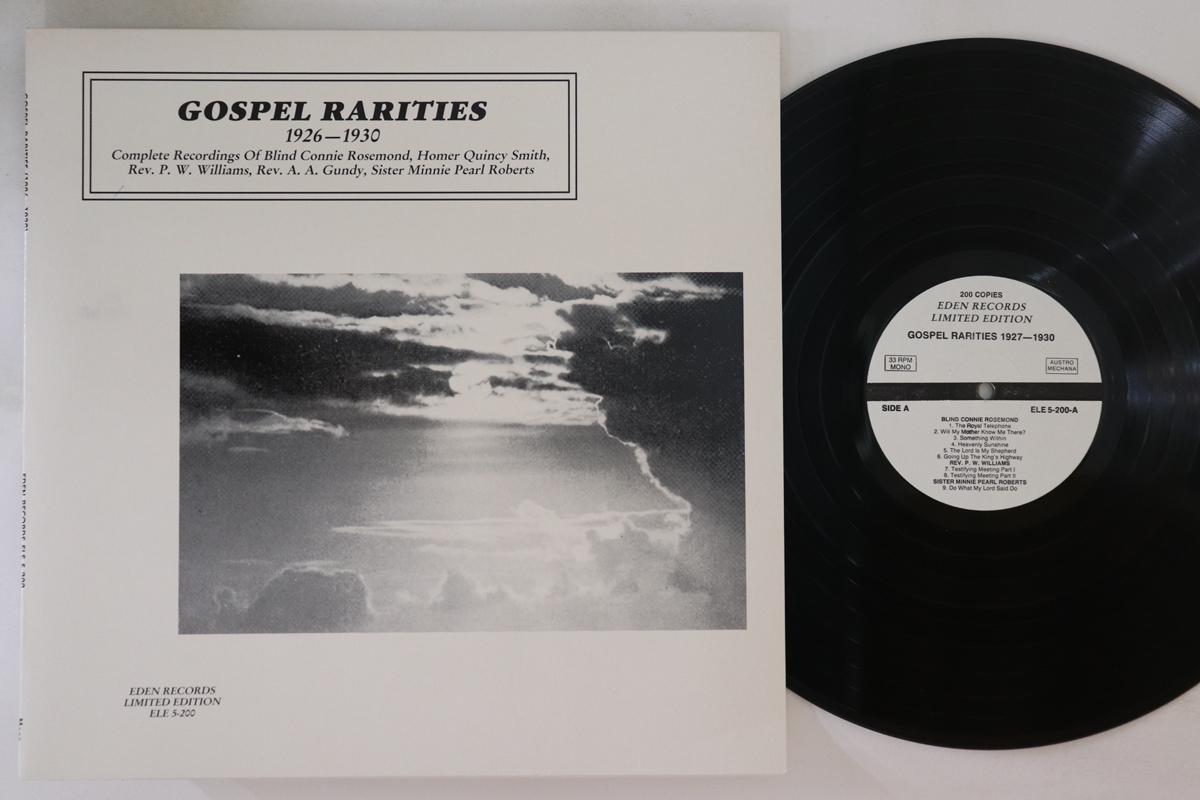 GOSPEL RARITIES
1926—1930
Complete Recordings Of Blind Connie Rosemond, Homer Quincy Smith,
Rev. P. W. Williams, Rev. A. A. Gundy, Sister Minnie Pearl Roberts
EDEN RECORDS
LIMITED EDITION
ELE 5-200
200 COPIES
EDEN RECORDS
LIMITED EDITION
GOSPEL RARITIES 1927—1930
33 RPM
MONO
AUSTRO
MECHANA
SIDE A
ELE 5-200-A
BLIND CONNIE ROSEMOND
1. The Royal Telephone
2. Will My Mother Know Me There?
3. Something Within
4. Heavenly Sunshine
5. The Lord Is My Shepherd
6. Going Up The King's Highway
REV. P. W. WILLIAMS
7. Testifying Meeting Part I
8. Testifying Meeting Part II
SISTER MINNIE PEARL ROBERTS
9. Do What My Lord Said Do